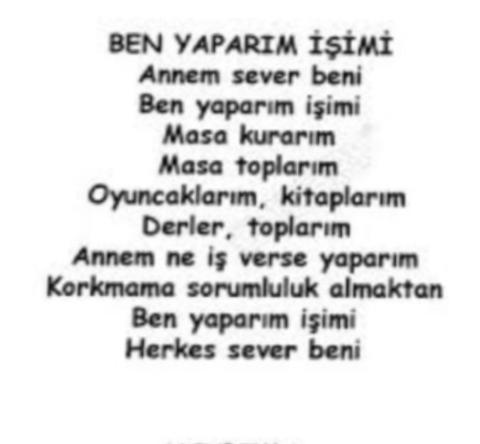 BEN YAPARIM İŞİMİ
Annem sever beni
Ben yaparım işimi
Masa kurarım
Masa toplarım
Oyuncaklarım, kitaplarım
Derler, toplarım
Annem ne iş verse yaparım
Korkmama sorumluluk almaktan
Ben yaparım işimi
Herkes sever beni